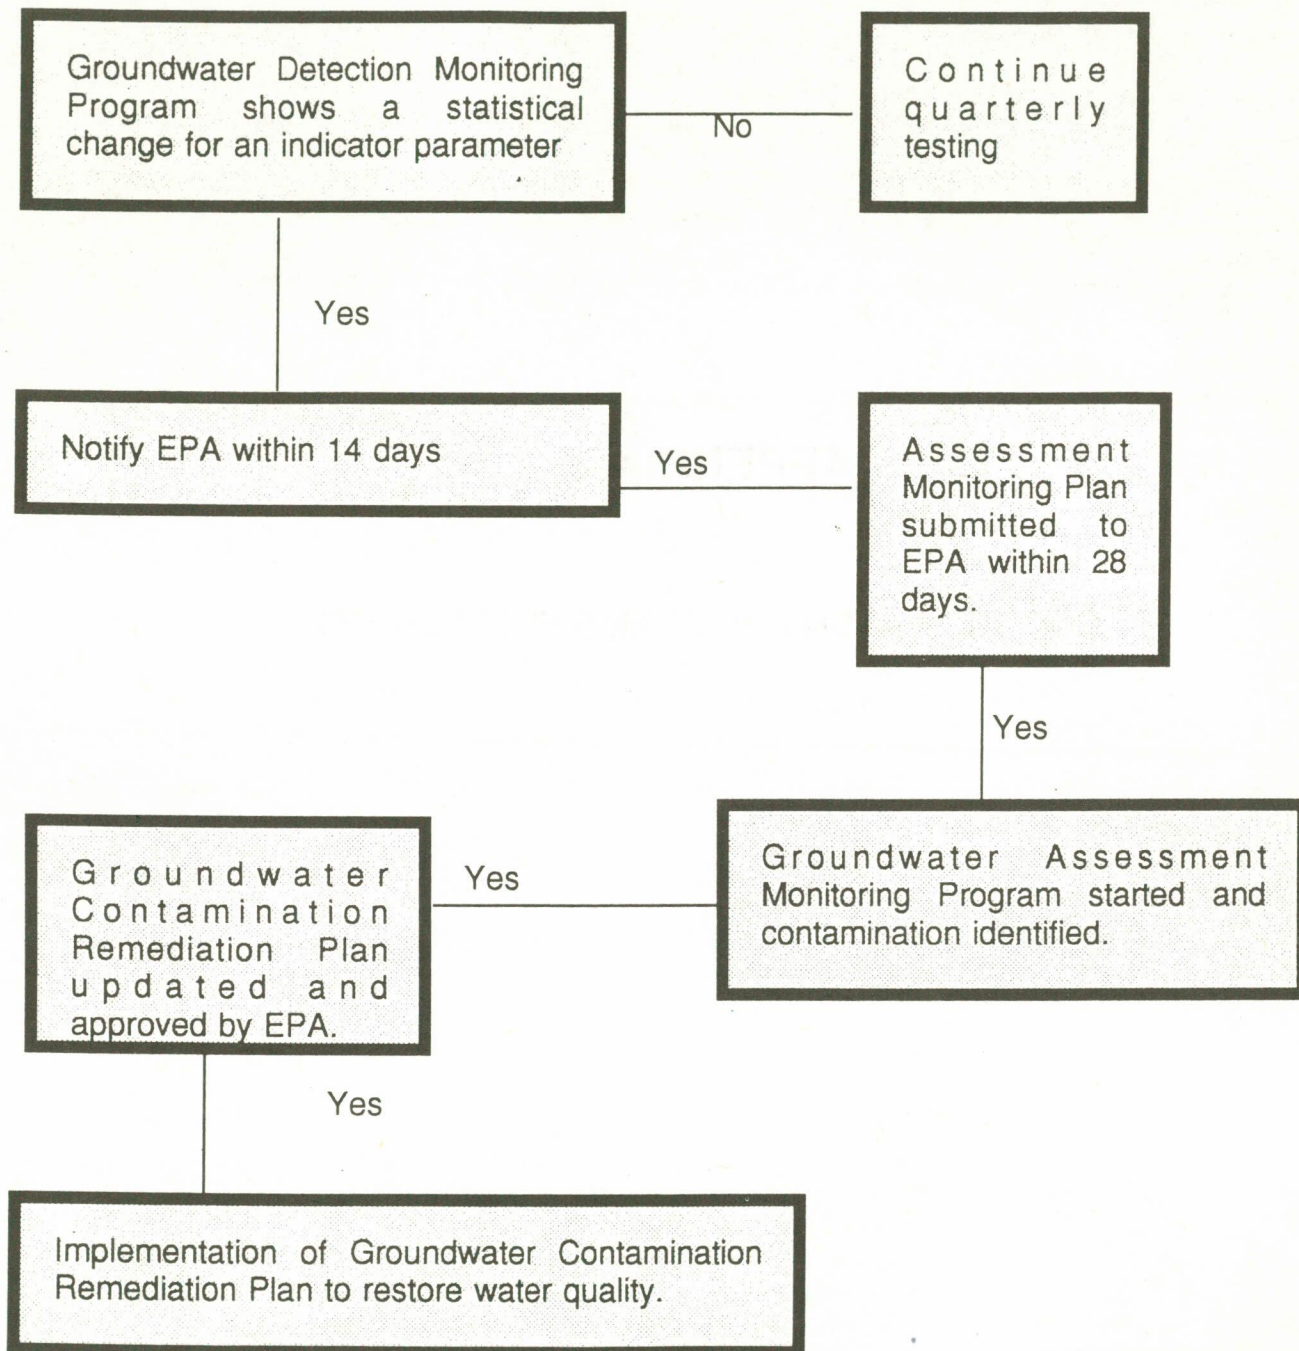 Groundwater Detection Monitoring
Program shows a statistical
change for an indicator parameter
No
Continue
quarterly
testing
Yes
Notify EPA within 14 days
Yes
Assessment
Monitoring Plan
submitted to
EPA within 28
days.
Yes
Groundwater Assessment
Monitoring Program started and
contamination identified.
Yes
Groundwater
Contamination
Remediation Plan
updated and
approved by EPA.
Yes
Implementation of Groundwater Contamination
Remediation Plan to restore water quality.